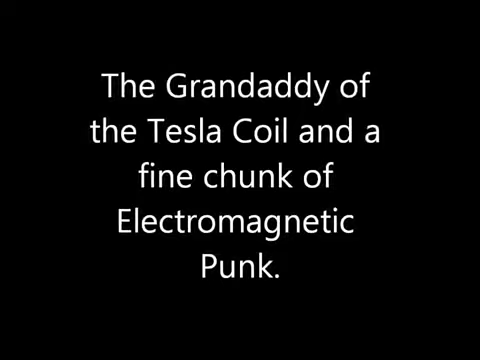 The Grandaddy of
the Tesla Coil and a
fine chunk of
Electromagnetic
Punk.